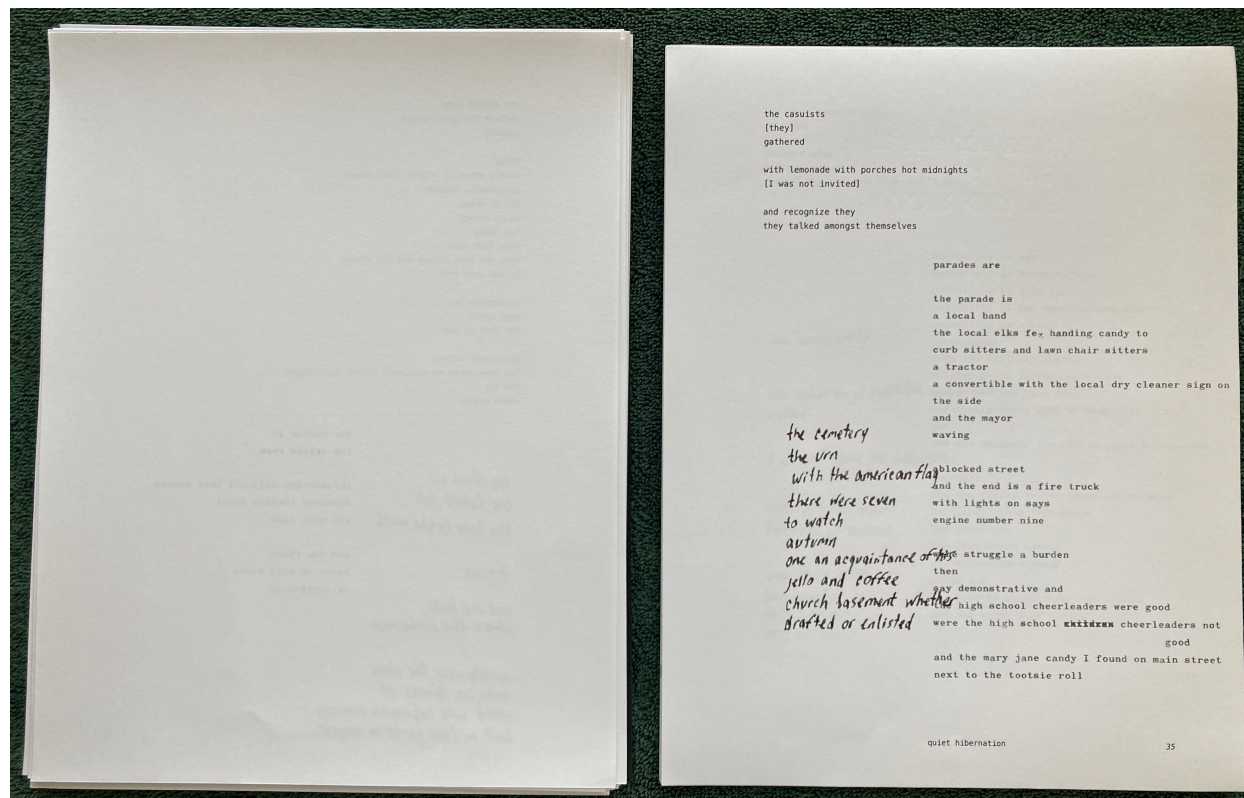 the casuists
[they]
gathered
with lemonade with porches hot midnights
[I was not invited]
and recognize they
they talked amongst themselves
parades are
the parade is
a local band
the local elks handing candy to
curb sitters and lawn chair sitters
a tractor
a convertible with the local dry cleaner sign on
the side
and the mayor
waving
the cemetery
the urn
with the american flag
there were seven
to watch
autumn
one an acquaintance of his
jello and coffee
church basement whether
drafted or enlisted
blocked street
and the end is a fire truck
with lights on says
engine number nine
struggle a burden
then
say demonstrative and
the high school cheerleaders were good
were the high school children cheerleaders not
good
and the mary jane candy I found on main street
next to the tootsie roll
quiet hibernation
35